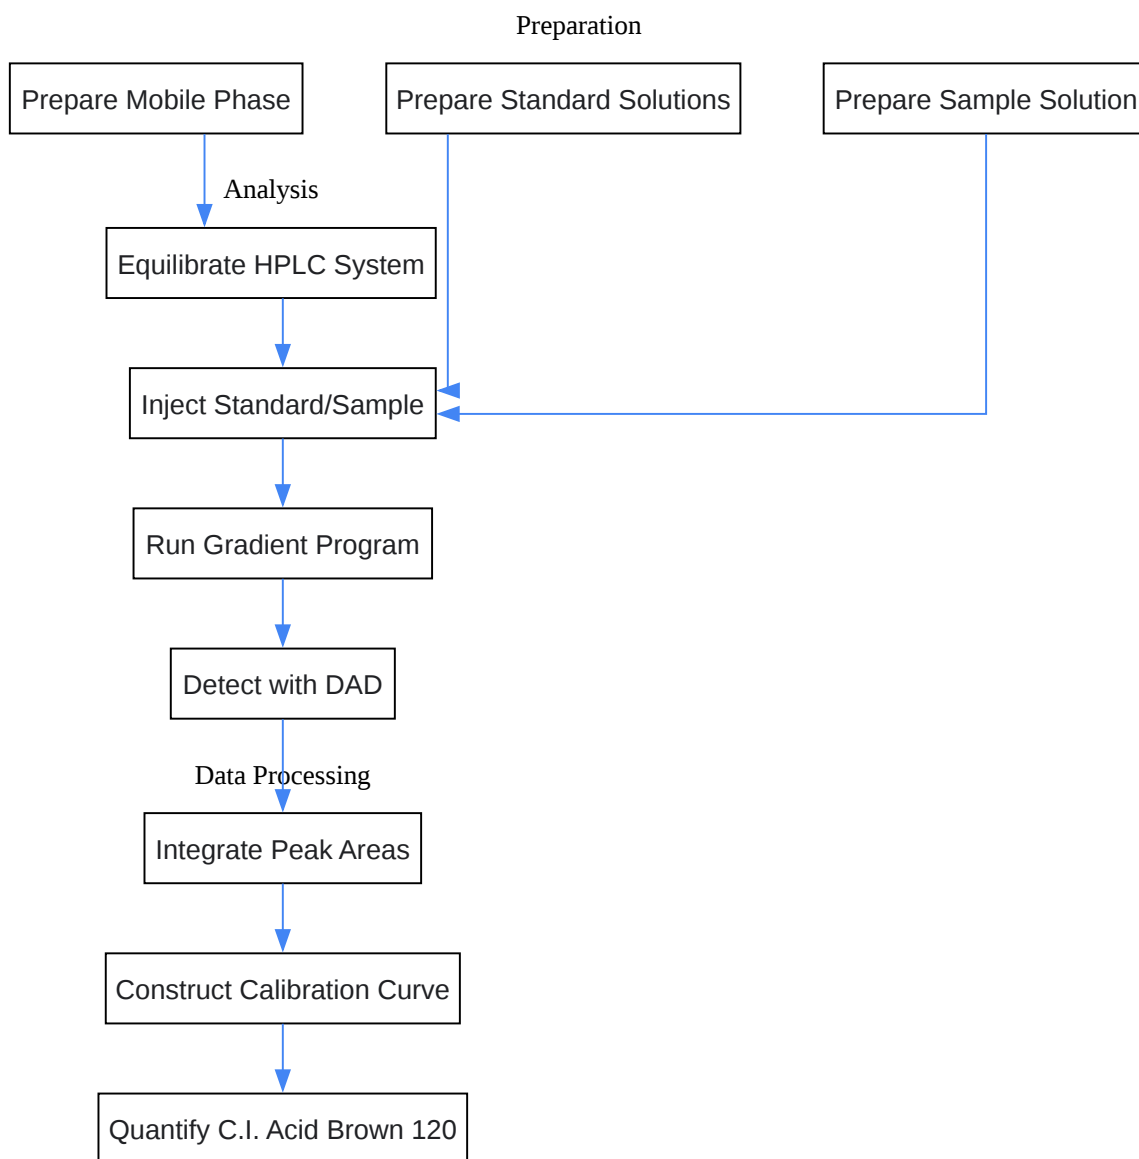 Preparation
Prepare Mobile Phase
Prepare Standard Solutions
Prepare Sample Solution
Analysis
Equilibrate HPLC System
Inject Standard/Sample
Run Gradient Program
Detect with DAD
Data Processing
Integrate Peak Areas
Construct Calibration Curve
Quantify C.I. Acid Brown 120